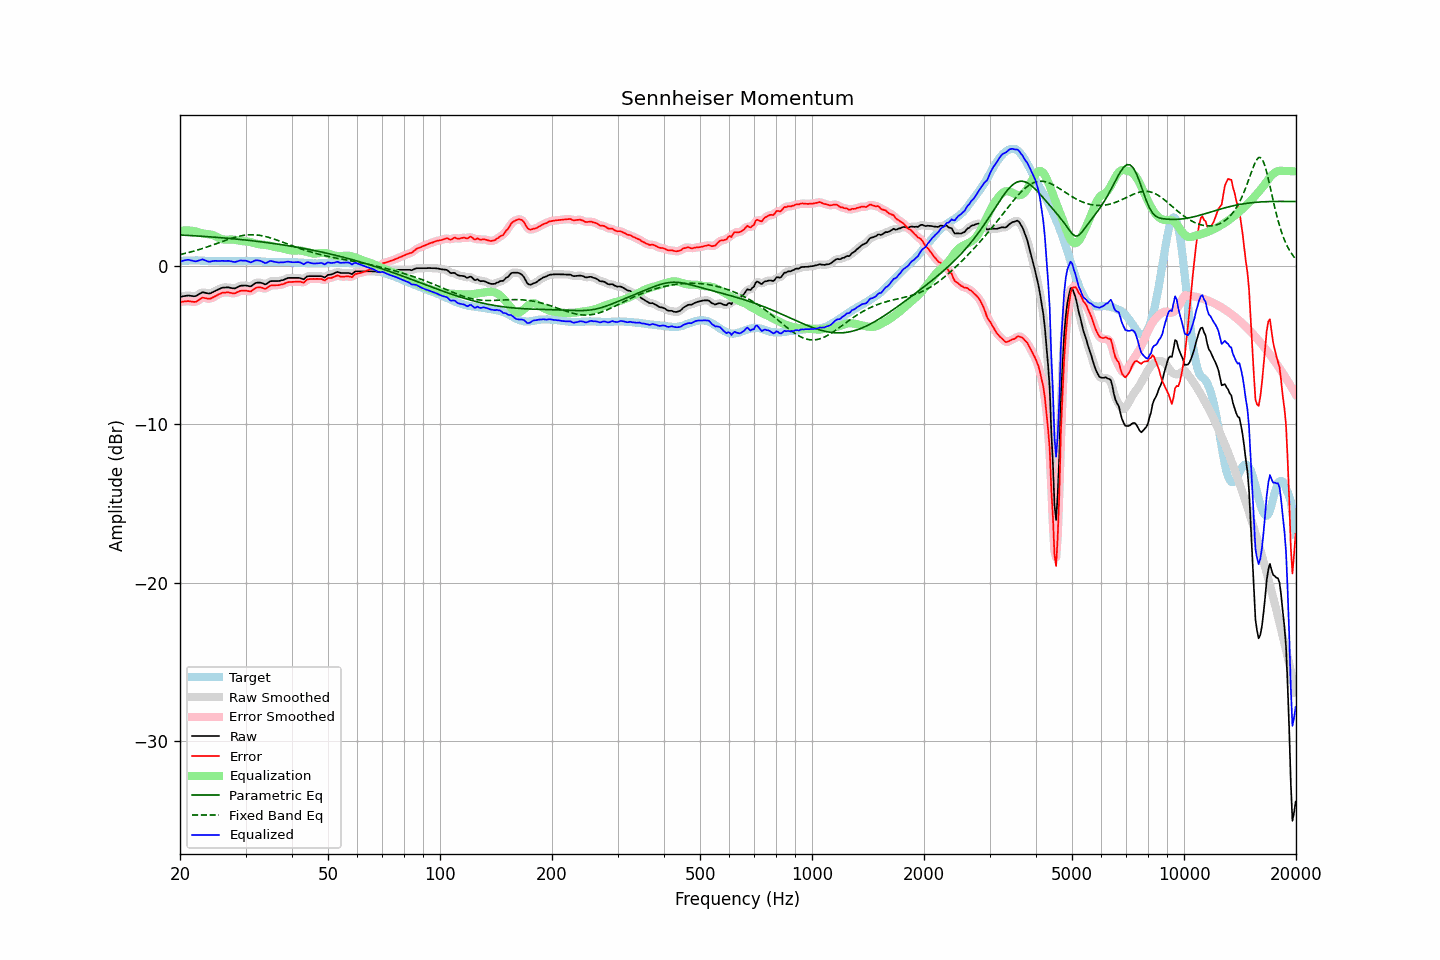 Sennheiser Momentum
Amplitude (dBr)
0
−10
−20
−30
Target
Raw Smoothed
Error Smoothed
Raw
Error
Equalization
Parametric Eq
Fixed Band Eq
Equalized
20 50 100 200 500 1000 2000 5000 10000 20000
Frequency (Hz)